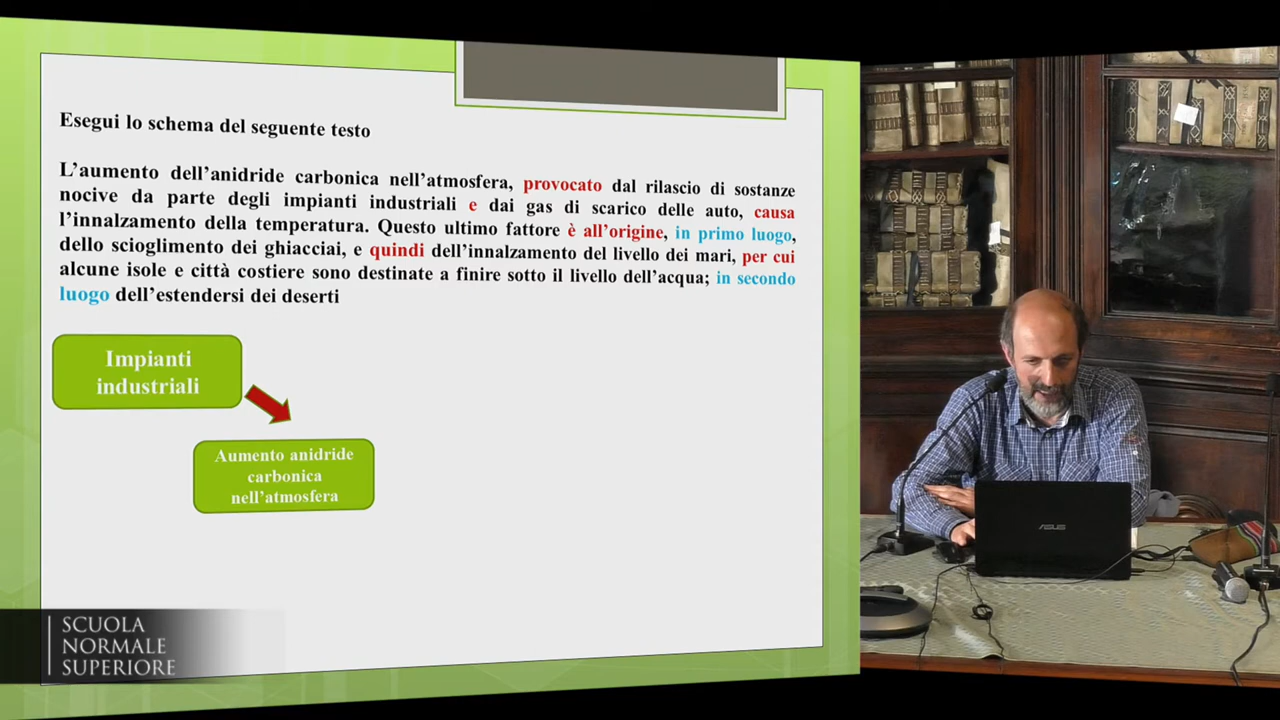 Esegui lo schema del seguente testo
L’aumento dell’anidride carbonica nell’atmosfera, provocato dal rilascio di sostanze
nocive da parte degli impianti industriali e dai gas di scarico delle auto, causa
l’innalzamento della temperatura. Questo ultimo fattore è all’origine, in primo luogo,
dello scioglimento dei ghiacciai, e quindi dell’innalzamento del livello dei mari, per cui
alcune isole e città costiere sono destinate a finire sotto il livello dell’acqua; in secondo
luogo dell’estendersi dei deserti
Impianti
industriali
Aumento anidride
carbonica
nell’atmosfera
SCUOLA
NORMALE
SUPERIORE
ASUS